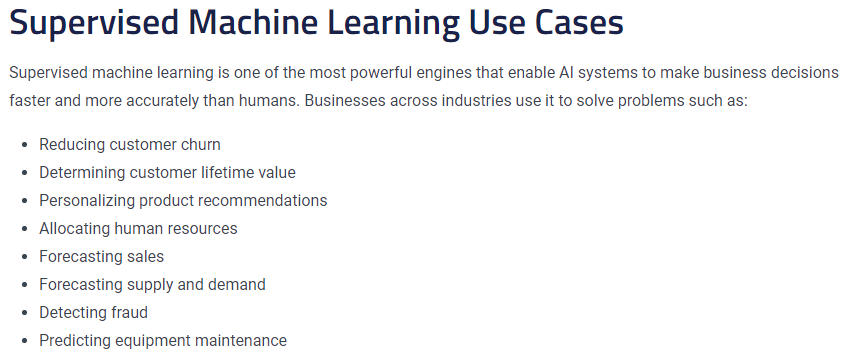 Supervised Machine Learning Use Cases
Supervised machine learning is one of the most powerful engines that enable AI systems to make business decisions
faster and more accurately than humans. Businesses across industries use it to solve problems such as:
• Reducing customer churn
• Determining customer lifetime value
• Personalizing product recommendations
• Allocating human resources
• Forecasting sales
• Forecasting supply and demand
• Detecting fraud
• Predicting equipment maintenance